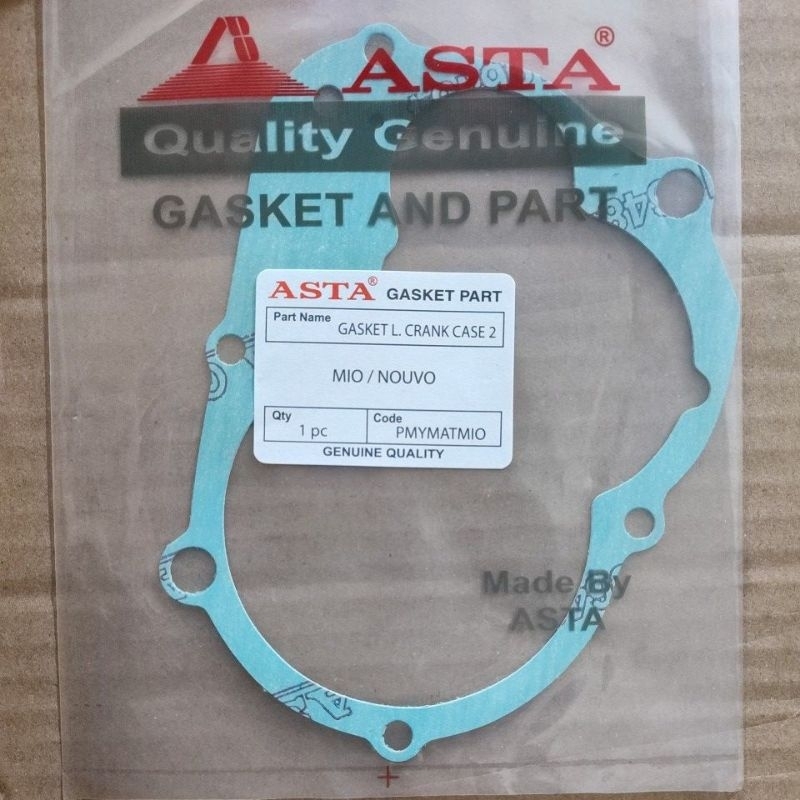 ASTA®
Quality Genuine
GASKET AND PART
ASTA® GASKET PART
Part Name GASKET L. CRANK CASE 2
MIO / NOUVO
Qty 1 pc Code PMYMATMIO
GENUINE QUALITY
Made By
ASTA